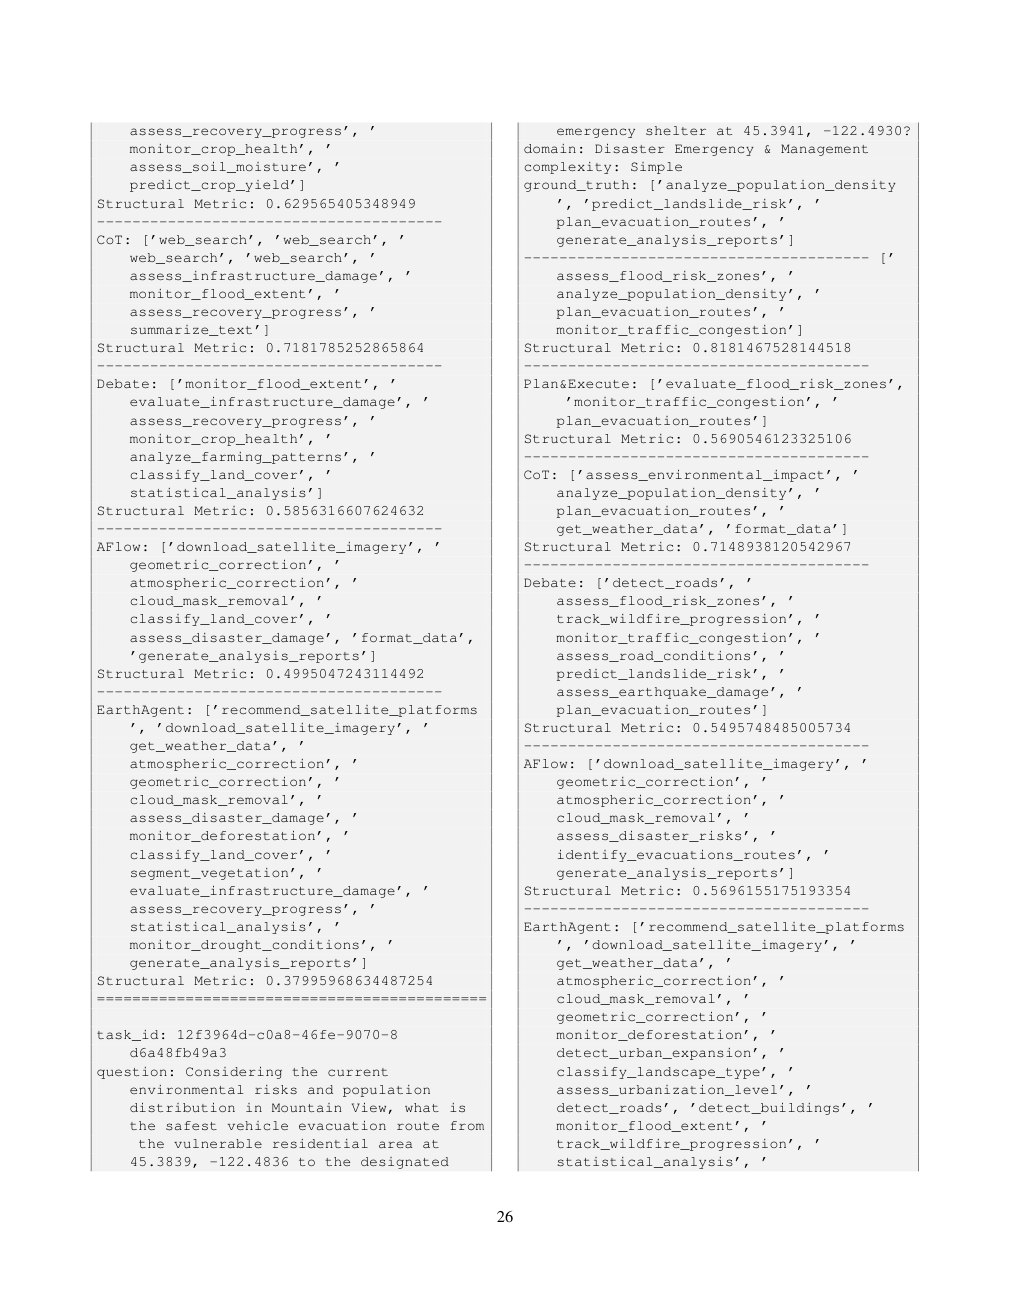 assess_recovery_progress', '
monitor_crop_health', '
assess_soil_moisture', '
predict_crop_yield']
Structural Metric: 0.629565405348949
---------------------------------------
CoT: ['web_search', 'web_search', '
web_search', 'web_search', '
assess_infrastructure_damage', '
monitor_flood_extent', '
assess_recovery_progress', '
summarize_text']
Structural Metric: 0.7181785252865864
---------------------------------------
Debate: ['monitor_flood_extent', '
evaluate_infrastructure_damage', '
assess_recovery_progress', '
monitor_crop_health', '
analyze_farming_patterns', '
classify_land_cover', '
statistical_analysis']
Structural Metric: 0.5856316607624632
---------------------------------------
AFlow: ['download_satellite_imagery', '
geometric_correction', '
atmospheric_correction', '
cloud_mask_removal', '
classify_land_cover', '
assess_disaster_damage', 'format_data',
'generate_analysis_reports']
Structural Metric: 0.4995047243114492
---------------------------------------
EarthAgent: ['recommend_satellite_platforms
', 'download_satellite_imagery', '
get_weather_data', '
atmospheric_correction', '
geometric_correction', '
cloud_mask_removal', '
assess_disaster_damage', '
monitor_deforestation', '
classify_land_cover', '
segment_vegetation', '
evaluate_infrastructure_damage', '
assess_recovery_progress', '
statistical_analysis', '
monitor_drought_conditions', '
generate_analysis_reports']
Structural Metric: 0.37995968634487254
============================================
task_id: 12f3964d-c0a8-46fe-9070-8
d6a48fb49a3
question: Considering the current
environmental risks and population
distribution in Mountain View, what is
the safest vehicle evacuation route from
the vulnerable residential area at
45.3839, -122.4836 to the designated
emergency shelter at 45.3941, -122.4930?
domain: Disaster Emergency & Management
complexity: Simple
ground_truth: ['analyze_population_density
', 'predict_landslide_risk', '
plan_evacuation_routes', '
generate_analysis_reports']
--------------------------------------- ['
assess_flood_risk_zones', '
analyze_population_density', '
plan_evacuation_routes', '
monitor_traffic_congestion']
Structural Metric: 0.8181467528144518
---------------------------------------
Plan&Execute: ['evaluate_flood_risk_zones',
'monitor_traffic_congestion', '
plan_evacuation_routes']
Structural Metric: 0.5690546123325106
---------------------------------------
CoT: ['assess_environmental_impact', '
analyze_population_density', '
plan_evacuation_routes', '
get_weather_data', 'format_data']
Structural Metric: 0.7148938120542967
---------------------------------------
Debate: ['detect_roads', '
assess_flood_risk_zones', '
track_wildfire_progression', '
monitor_traffic_congestion', '
assess_road_conditions', '
predict_landslide_risk', '
assess_earthquake_damage', '
plan_evacuation_routes']
Structural Metric: 0.5495748485005734
---------------------------------------
AFlow: ['download_satellite_imagery', '
geometric_correction', '
atmospheric_correction', '
cloud_mask_removal', '
assess_disaster_risks', '
identify_evacuations_routes', '
generate_analysis_reports']
Structural Metric: 0.5696155175193354
---------------------------------------
EarthAgent: ['recommend_satellite_platforms
', 'download_satellite_imagery', '
get_weather_data', '
atmospheric_correction', '
cloud_mask_removal', '
geometric_correction', '
monitor_deforestation', '
detect_urban_expansion', '
classify_landscape_type', '
assess_urbanization_level', '
detect_roads', 'detect_buildings', '
monitor_flood_extent', '
track_wildfire_progression', '
statistical_analysis', '
26